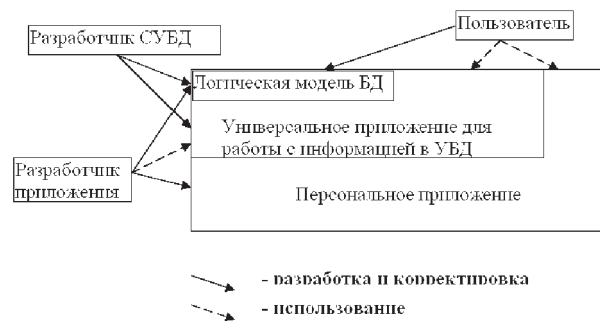 Пользователь
Разработчик СУБД
Логическая модель БД
Универсальное приложение для
работы с информацией в УБД
Разработчик
приложения
Персональное приложение
- разработка и корректировка
- использование